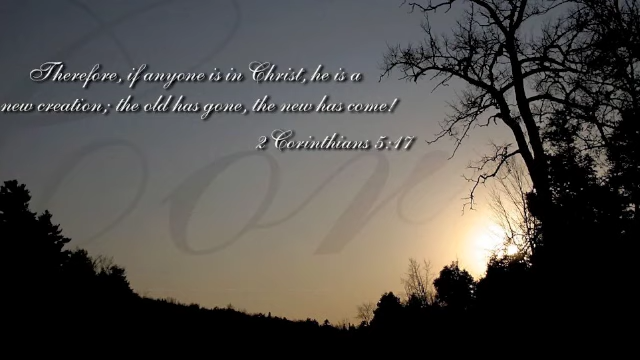 Therefore, if anyone is in Christ, he is a
new creation; the old has gone, the new has come!
2 Corinthians 5:17